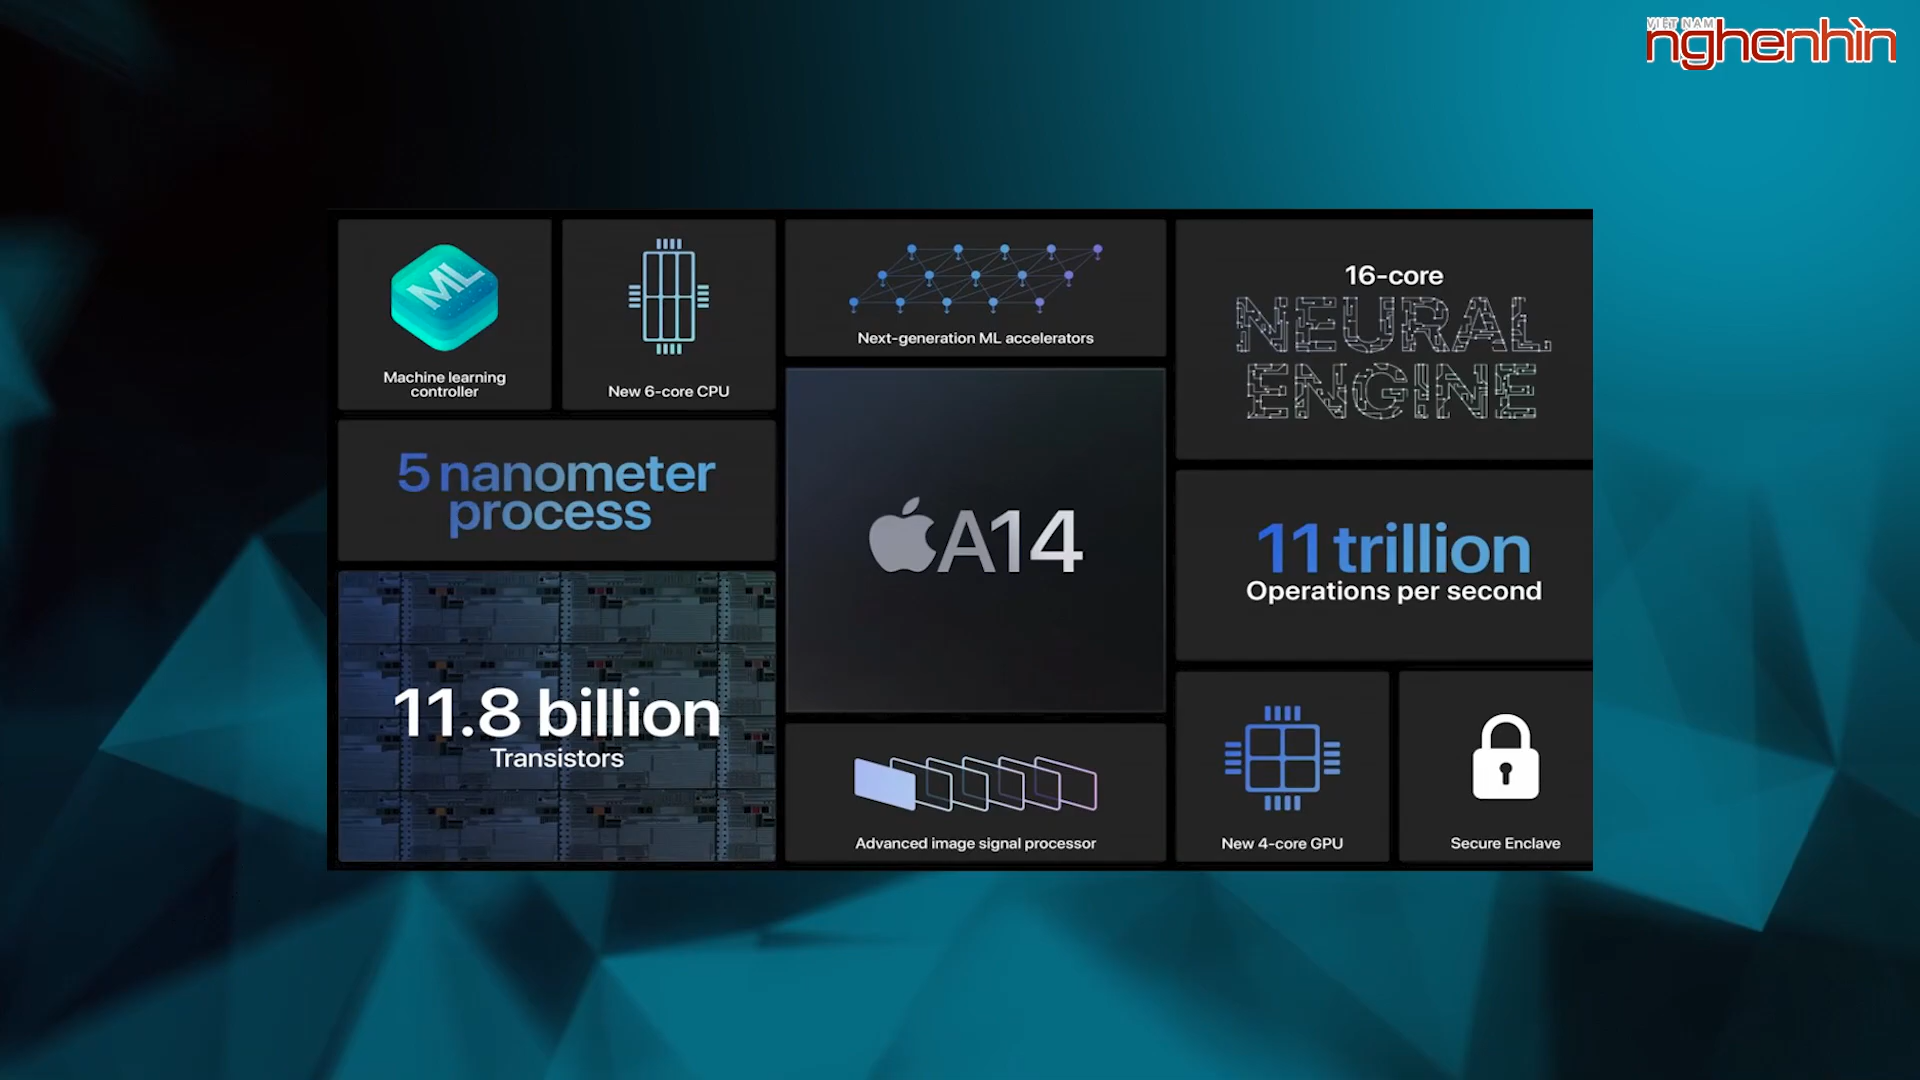 VIET NAM
nghenhìn
ML
Machine learning
controller
New 6-core CPU
Next-generation ML accelerators
16-core
NEURAL
ENGINE
5 nanometer
process
A14
11 trillion
Operations per second
11.8 billion
Transistors
Advanced image signal processor
New 4-core GPU
Secure Enclave